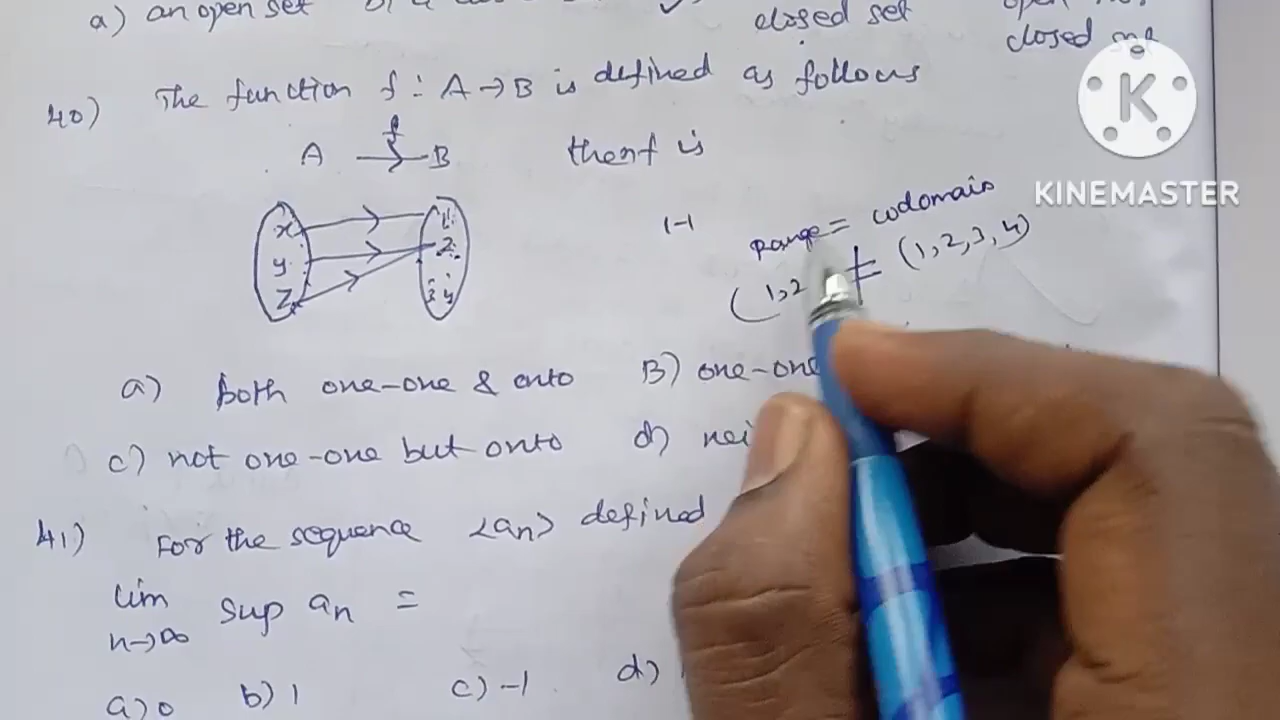 a) an open set
closed set
closed set
40) The function f : A → B is defined as follows
A f→ B then f is
x 1
y 2
z 3 4
1-1
Range = codomain
(1,2 ≠ (1,2,3,4)
a) both one-one & onto B) one-one
c) not one-one but onto d)
41) For the sequence <an> defined
lim sup an =
n→∞
a) 0 b) 1 c) -1 d)
K
KINEMASTER